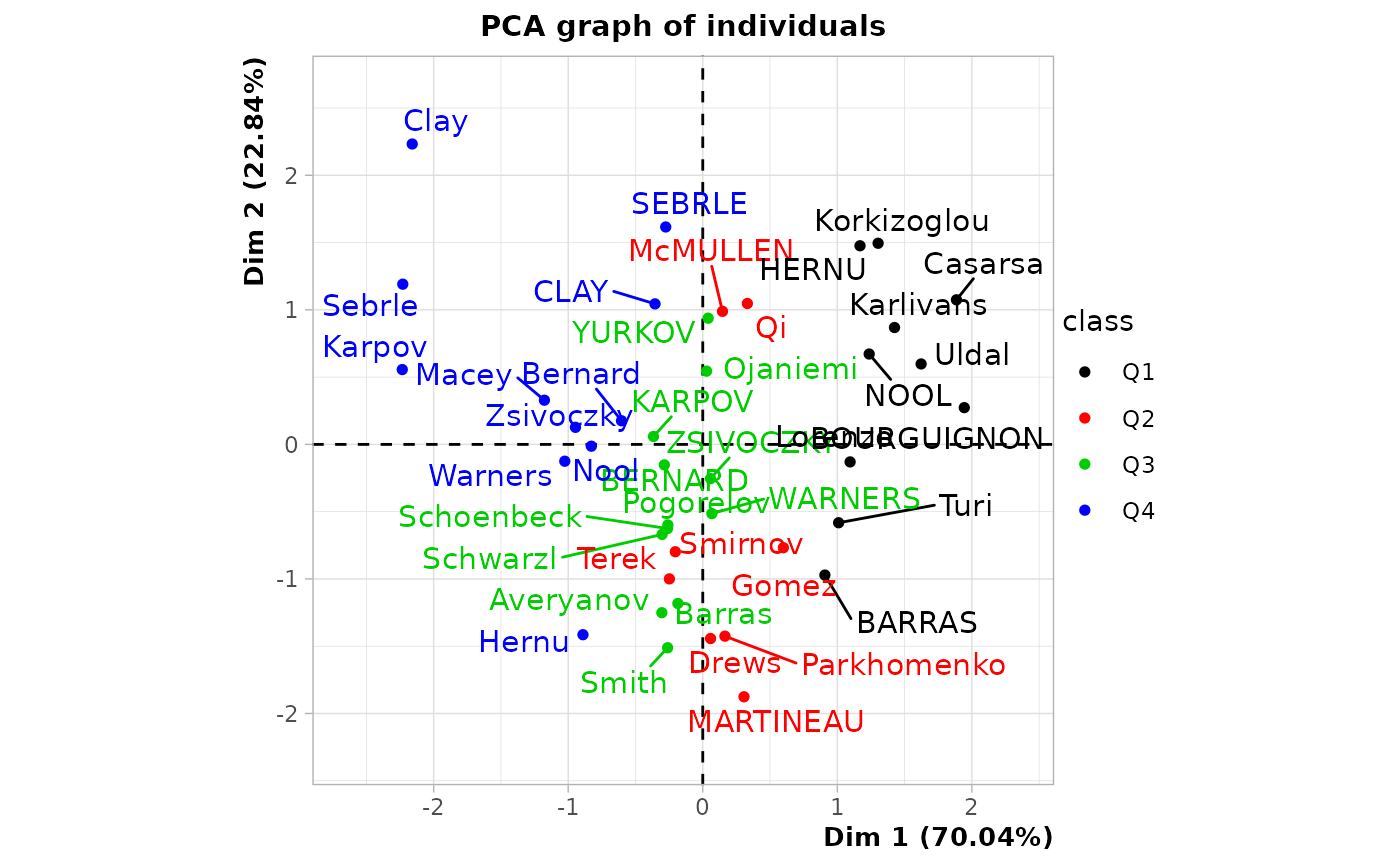 PCA graph of individuals
Dim 2 (22.84%)
Clay
2
SEBRLE
Korkizoglou
McMULLEN
HERNU
Casarsa
CLAY
Sebrle
Karlivans
1
Qi
YURKOV
class
Karpov
Uldal
Ojaniemi
Macey
Bernard
Q1
NOOL
KARPOV
Zsivoczky
Q2
0
ZSIVOCZKY
Lorenzo
BOURGUIGNON
Q3
Warners
Nool
BERNARD
Pogorelov
WARNERS
Turi
Q4
Schoenbeck
Smirnov
Schwarzl
Terek
-1
Gomez
Averyanov
Barras
BARRAS
Hernu
Drews
Parkhomenko
Smith
-2
MARTINEAU
-2
-1
0
1
2
Dim 1 (70.04%)